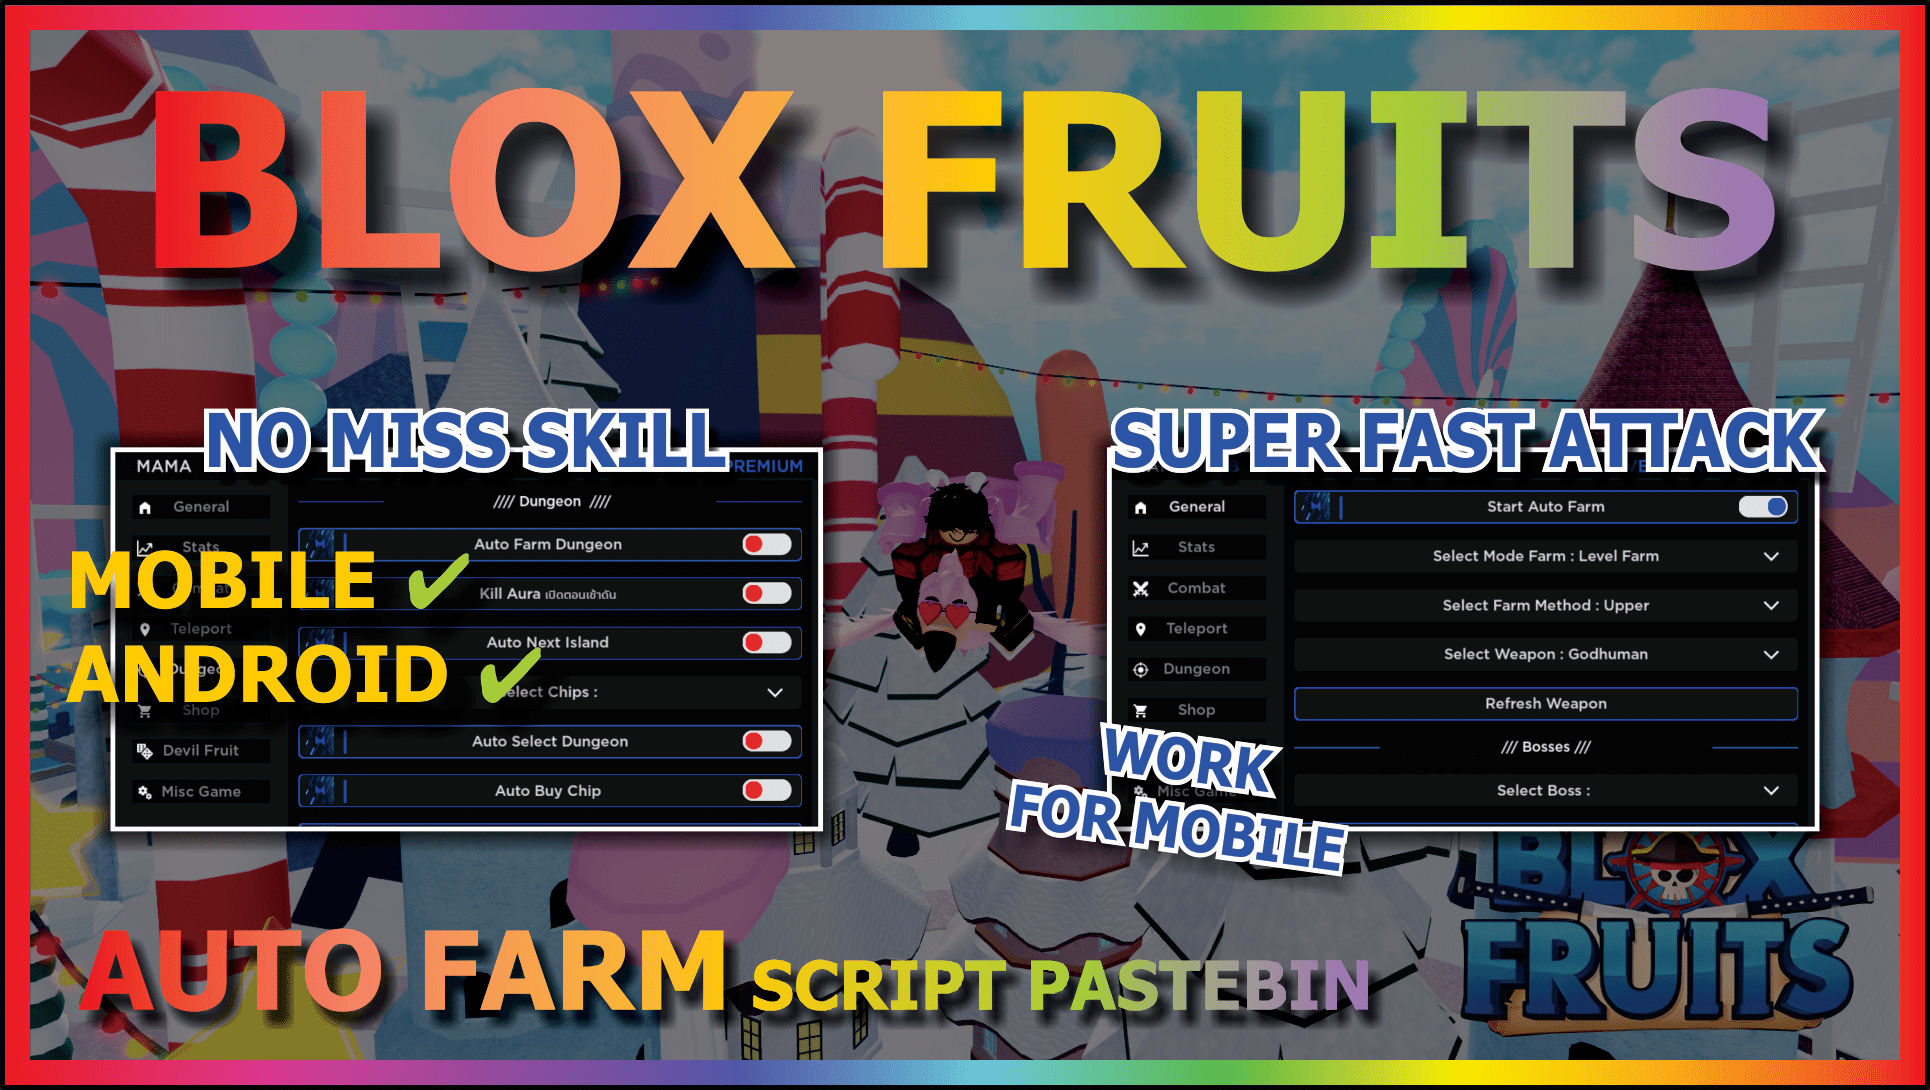 BLOX FRUITS
NO MISS SKILL
MAMA
PREMIUM
General
Stats
Teleport
Shop
Devil Fruit
Misc Game
//// Dungeon ////
Auto Farm Dungeon
Kill Aura เปิดตอนเข้าดัน
Auto Next Island
Select Chips :
Auto Select Dungeon
Auto Buy Chip
MOBILE ✔
ANDROID ✔
SUPER FAST ATTACK
General
Stats
Combat
Teleport
Dungeon
Shop
Misc Game
Start Auto Farm
Select Mode Farm : Level Farm
Select Farm Method : Upper
Select Weapon : Godhuman
Refresh Weapon
/// Bosses ///
Select Boss :
WORK
FOR MOBILE
BLOX
FRUITS
AUTO FARM SCRIPT PASTEBIN